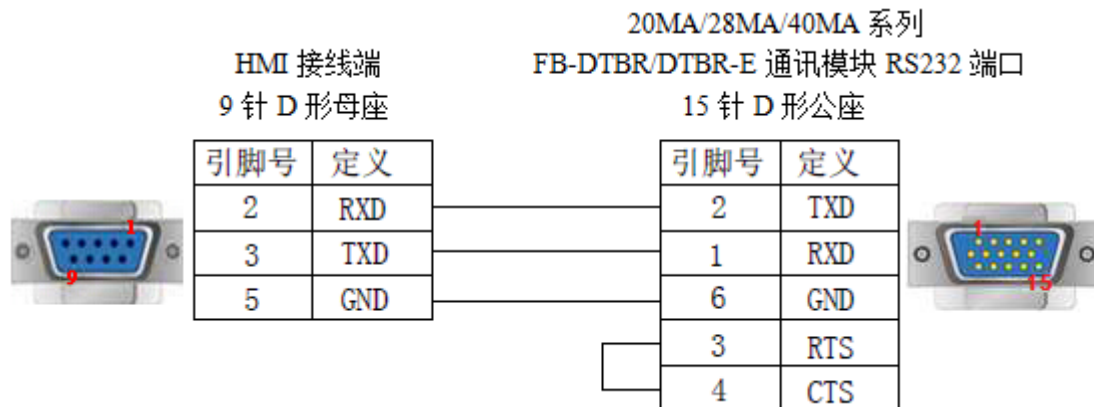 20MA/28MA/40MA 系列
HMI 接线端
FB-DTBR/DTBR-E 通讯模块 RS232 端口
9 针 D 形母座
15 针 D 形公座
引脚号 定义
2 RXD
3 TXD
5 GND
引脚号 定义
2 TXD
1 RXD
6 GND
3 RTS
4 CTS
1
9
1
15